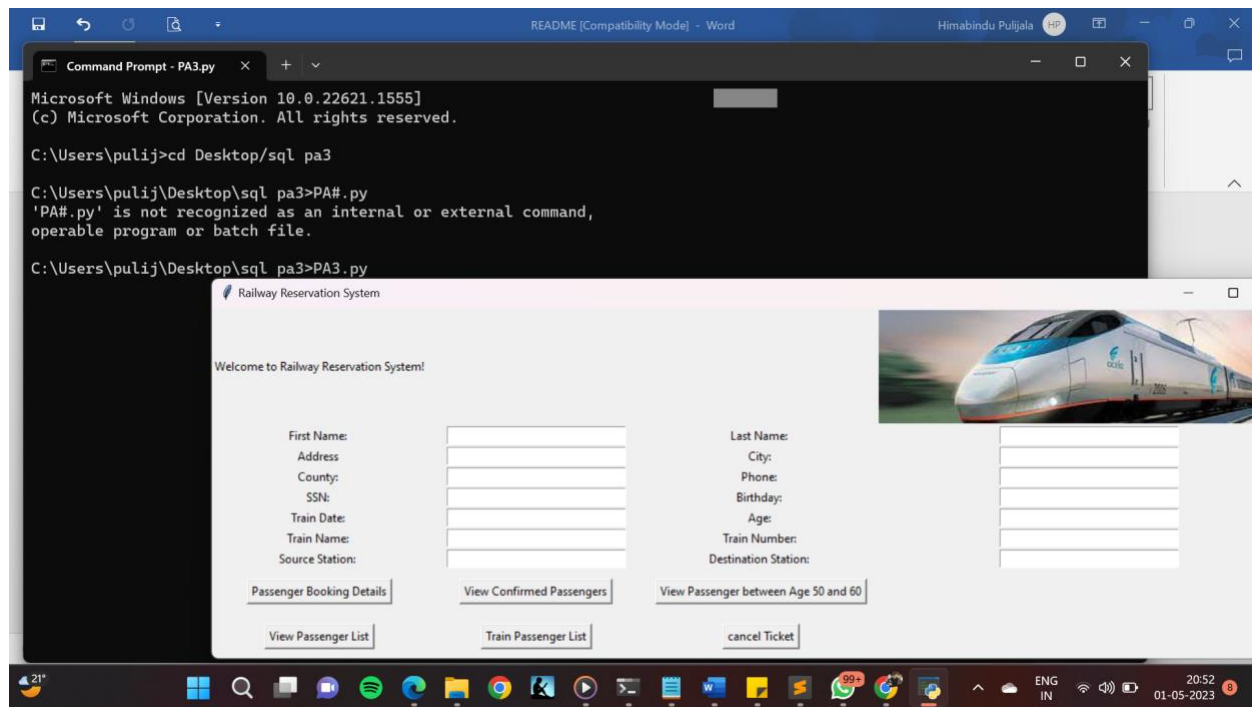 README [Compatibility Mode] - Word
Himabindu Pulijala HP
Command Prompt - PA3.py
Microsoft Windows [Version 10.0.22621.1555]
(c) Microsoft Corporation. All rights reserved.
C:\Users\pulij>cd Desktop/sql pa3
C:\Users\pulij\Desktop\sql pa3>PA#.py
'PA#.py' is not recognized as an internal or external command,
operable program or batch file.
C:\Users\pulij\Desktop\sql pa3>PA3.py
Railway Reservation System
Welcome to Railway Reservation System!
acela
First Name: Last Name:
Address City:
County: Phone:
SSN: Birthday:
Train Date: Age:
Train Name: Train Number:
Source Station: Destination Station:
Passenger Booking Details View Confirmed Passengers View Passenger between Age 50 and 60
View Passenger List Train Passenger List cancel Ticket
21° 99+ ENG 20:52
IN 01-05-2023 8